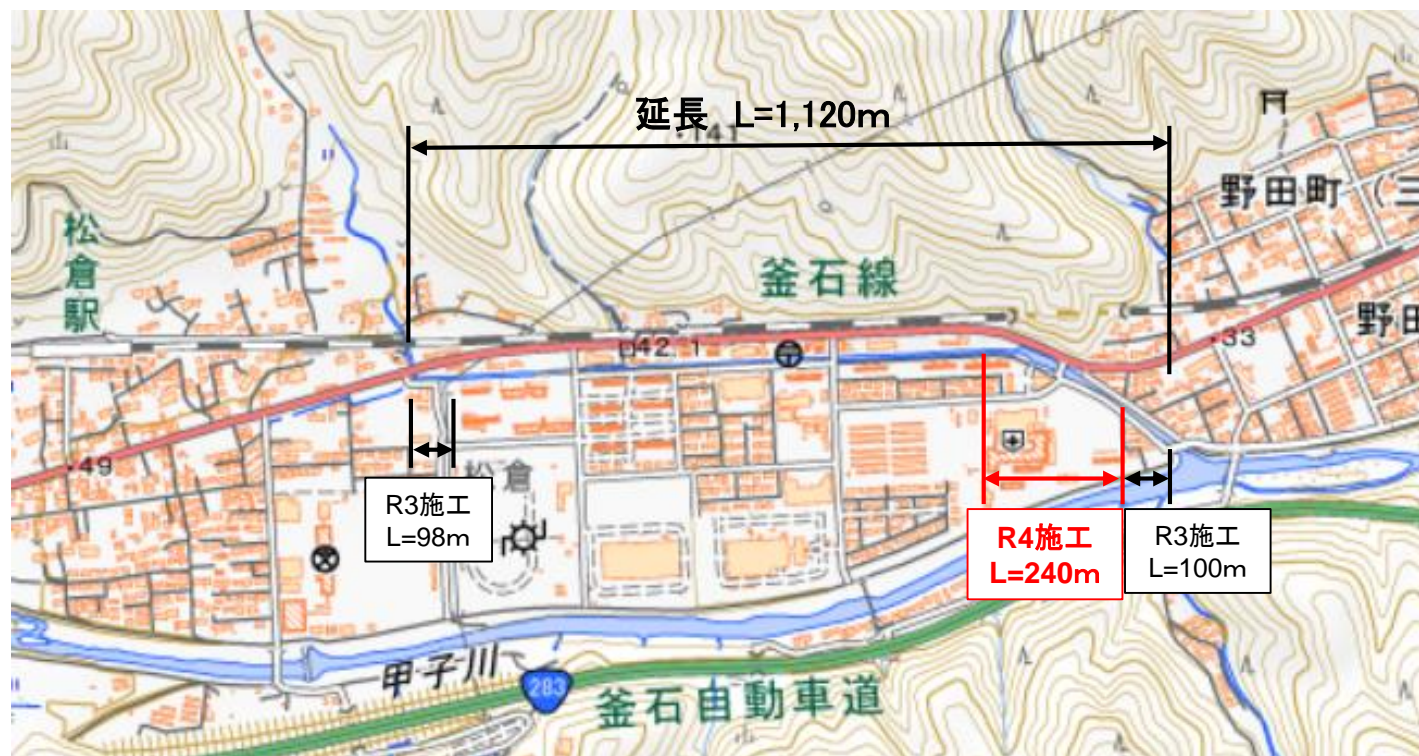 延長 L=1,120m
・141
野田町（三
松倉駅
釜石線
野田
42.1
・33
・49
松倉
R3施工
L=98m
R4施工
L=240m
R3施工
L=100m
甲子川
283
釜石自動車道